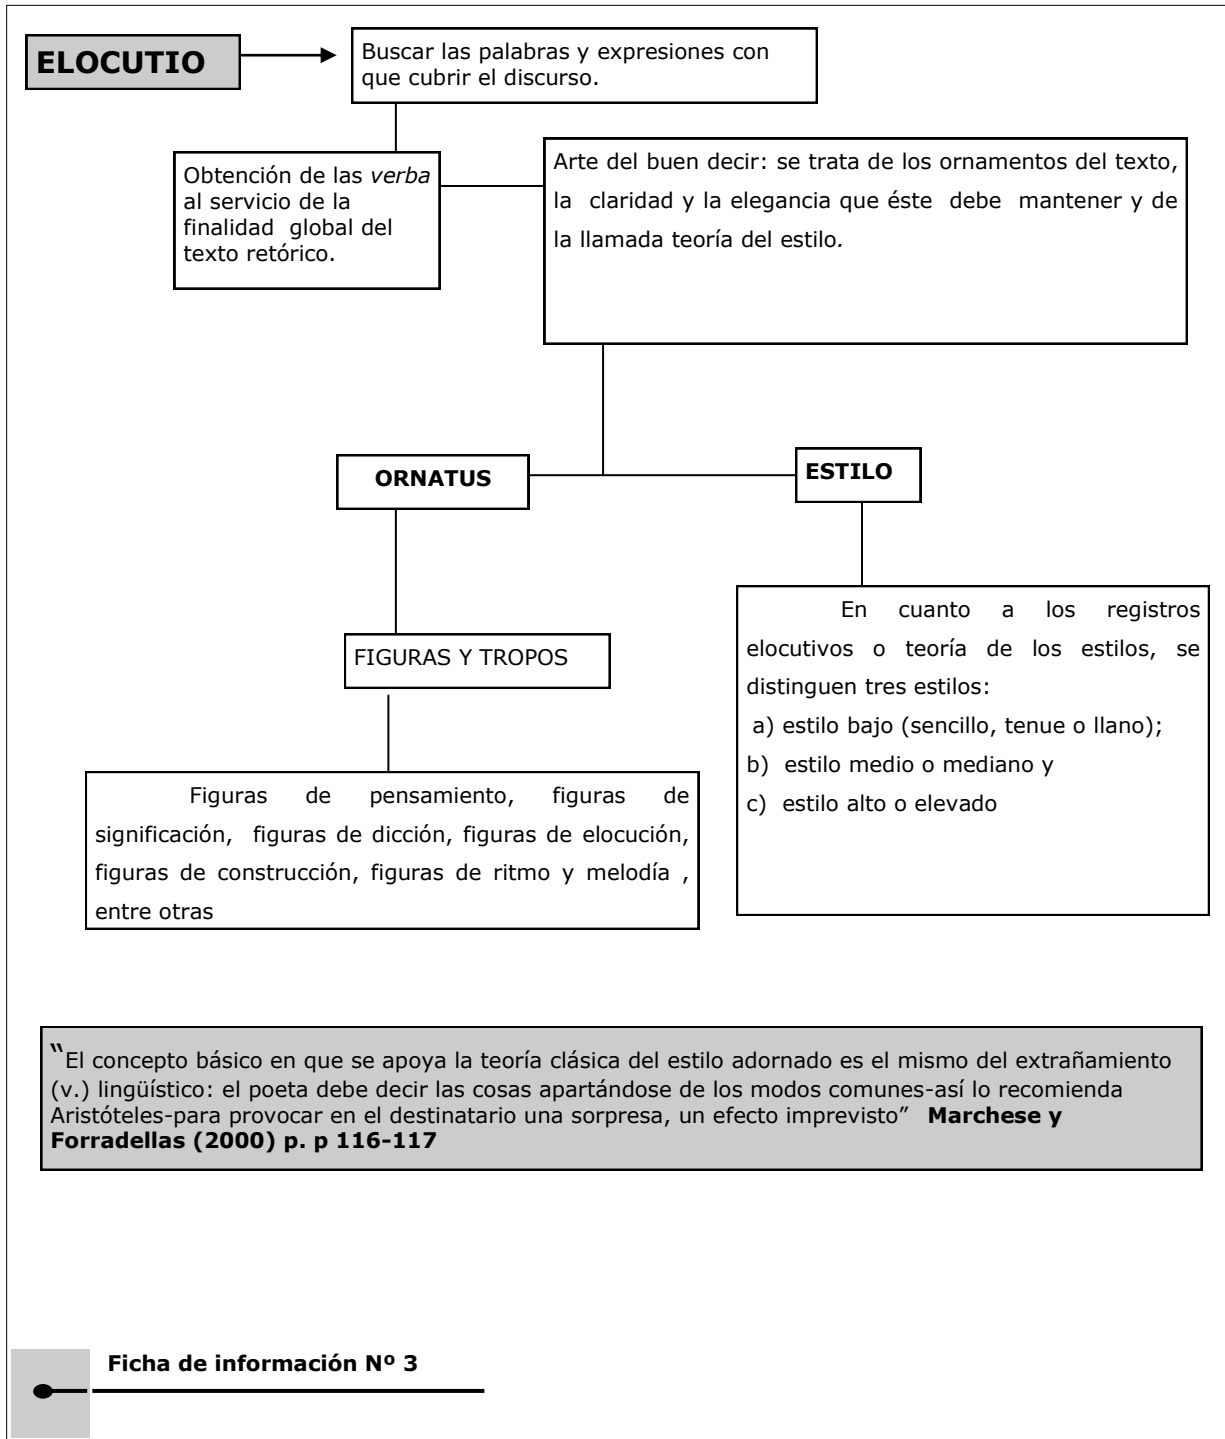 ELOCUTIO
Buscar las palabras y expresiones con
que cubrir el discurso.
Obtención de las verba
al servicio de la
finalidad global del
texto retórico.
Arte del buen decir: se trata de los ornamentos del texto,
la claridad y la elegancia que éste debe mantener y de
la llamada teoría del estilo.
ORNATUS
ESTILO
FIGURAS Y TROPOS
En cuanto a los registros
elocutivos o teoría de los estilos, se
distinguen tres estilos:
a) estilo bajo (sencillo, tenue o llano);
b) estilo medio o mediano y
c) estilo alto o elevado
Figuras de pensamiento, figuras de
significación, figuras de dicción, figuras de elocución,
figuras de construcción, figuras de ritmo y melodía ,
entre otras
“El concepto básico en que se apoya la teoría clásica del estilo adornado es el mismo del extrañamiento
(v.) lingüístico: el poeta debe decir las cosas apartándose de los modos comunes-así lo recomienda
Aristóteles-para provocar en el destinatario una sorpresa, un efecto imprevisto” Marchese y
Forradellas (2000) p. p 116-117
Ficha de información Nº 3